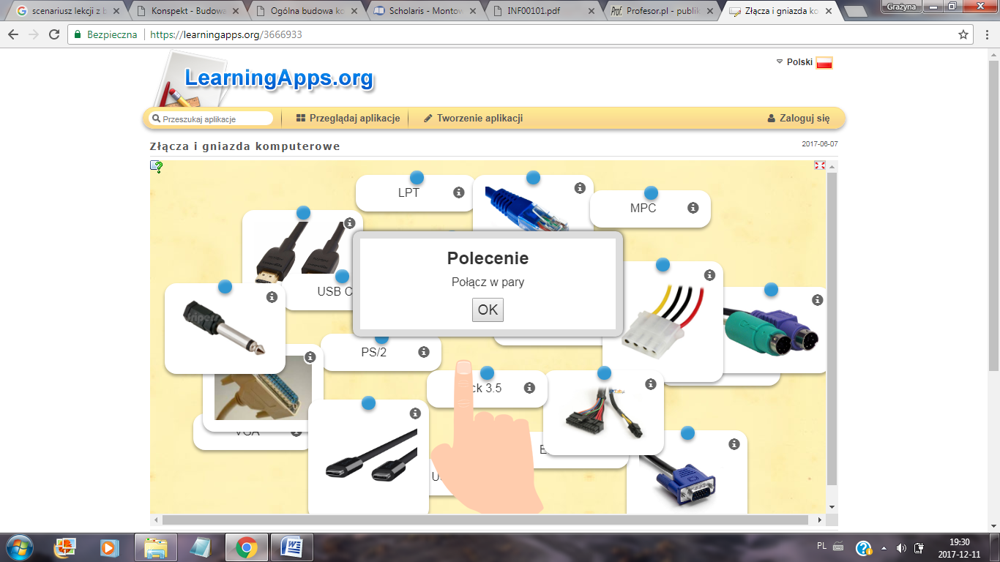 scenariusz lekcji z b
Konspekt - Budowa
Ogólna budowa ko
Scholaris - Montow
INF00101.pdf
Profesor.pl - publik
Złącza i gniazda ko
Grażyna
Bezpieczna
https://learningapps.org/3666933
LearningApps.org
Polski
Przeszukaj aplikacje
Przeglądaj aplikacje
Tworzenie aplikacji
Zaloguj się
Złącza i gniazda komputerowe
2017-06-07
LPT
MPC
USB C
Polecenie
Połącz w pary
OK
PS/2
ck 3.5
VGA
PL
19:30
2017-12-11